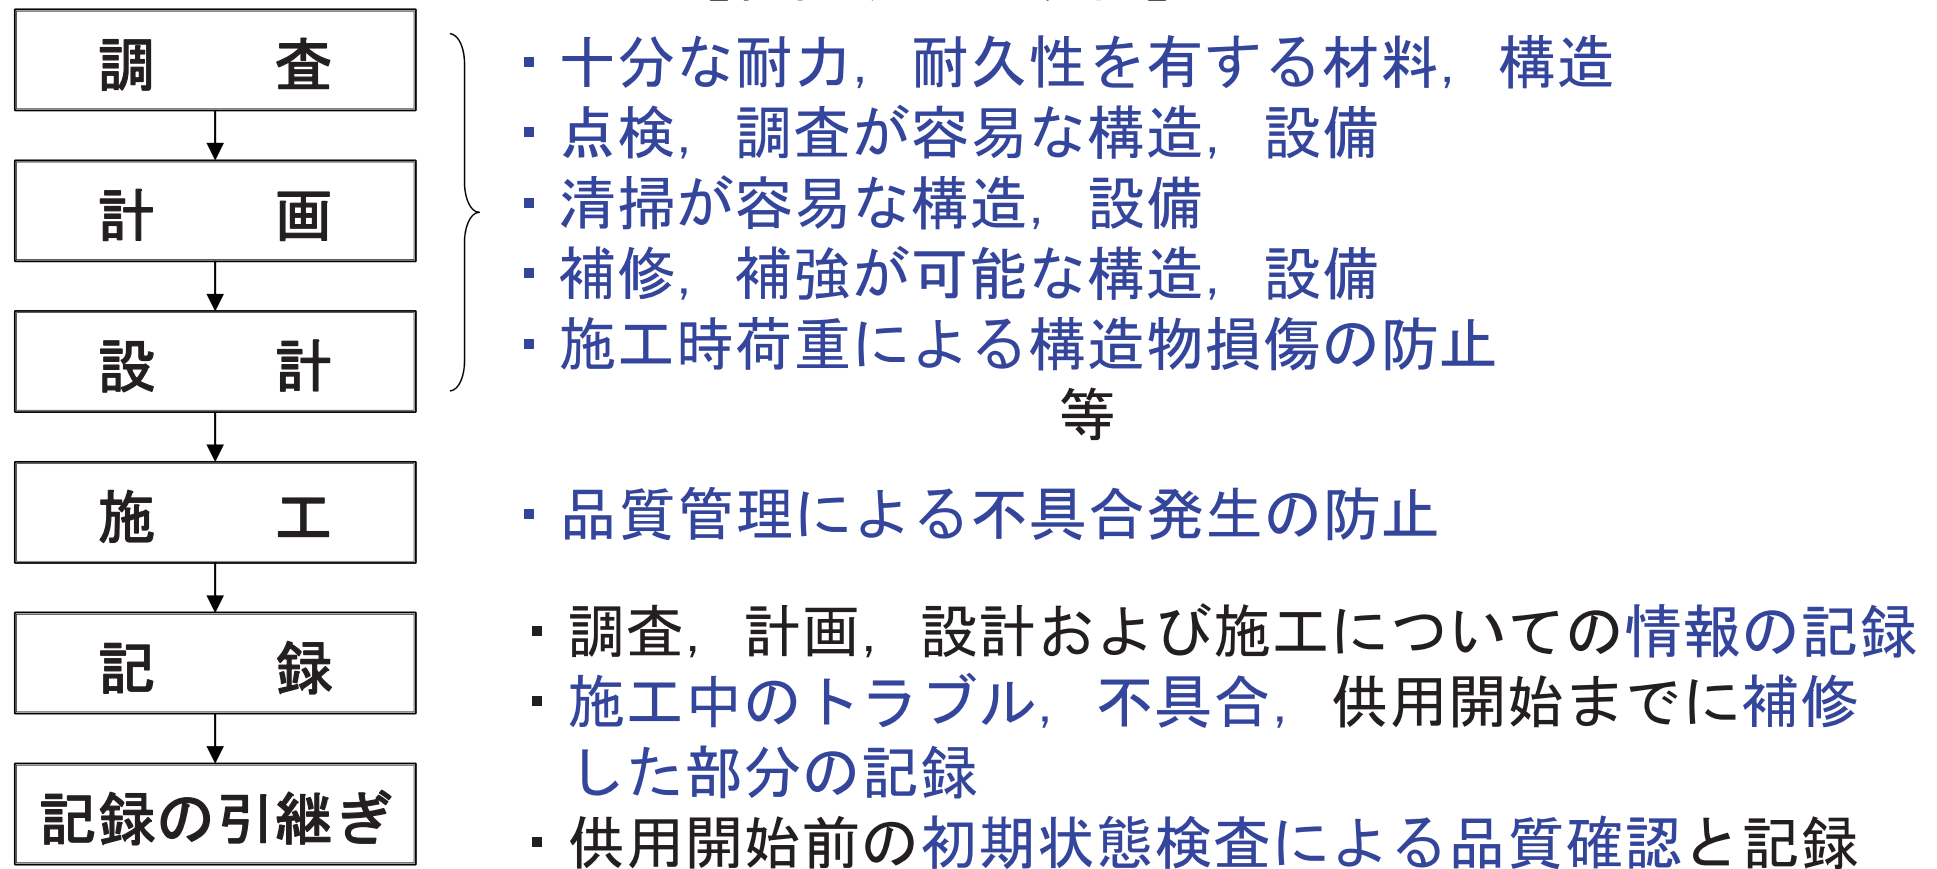 調　査
計　画
設　計
施　工
記　録
記録の引継ぎ
・十分な耐力，耐久性を有する材料，構造
・点検，調査が容易な構造，設備
・清掃が容易な構造，設備
・補修，補強が可能な構造，設備
・施工時荷重による構造物損傷の防止
等
・品質管理による不具合発生の防止
・調査，計画，設計および施工についての情報の記録
・施工中のトラブル，不具合，供用開始までに補修
した部分の記録
・供用開始前の初期状態検査による品質確認と記録